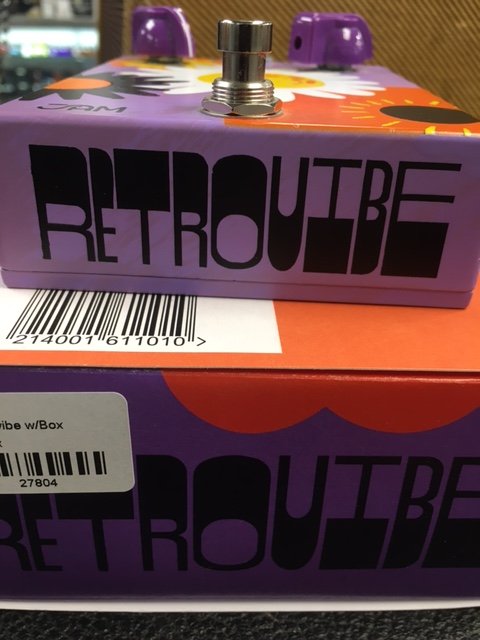 JAM
RETROVIBE
214001 611010 >
vibe w/Box
27804
RETROVIBE